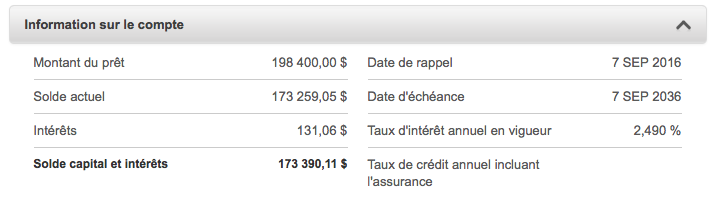 Information sur le compte
Montant du prêt 198 400,00 $ Date de rappel 7 SEP 2016
Solde actuel 173 259,05 $ Date d'échéance 7 SEP 2036
Intérêts 131,06 $ Taux d'intérêt annuel en vigueur 2,490 %
Solde capital et intérêts 173 390,11 $ Taux de crédit annuel incluant
l'assurance